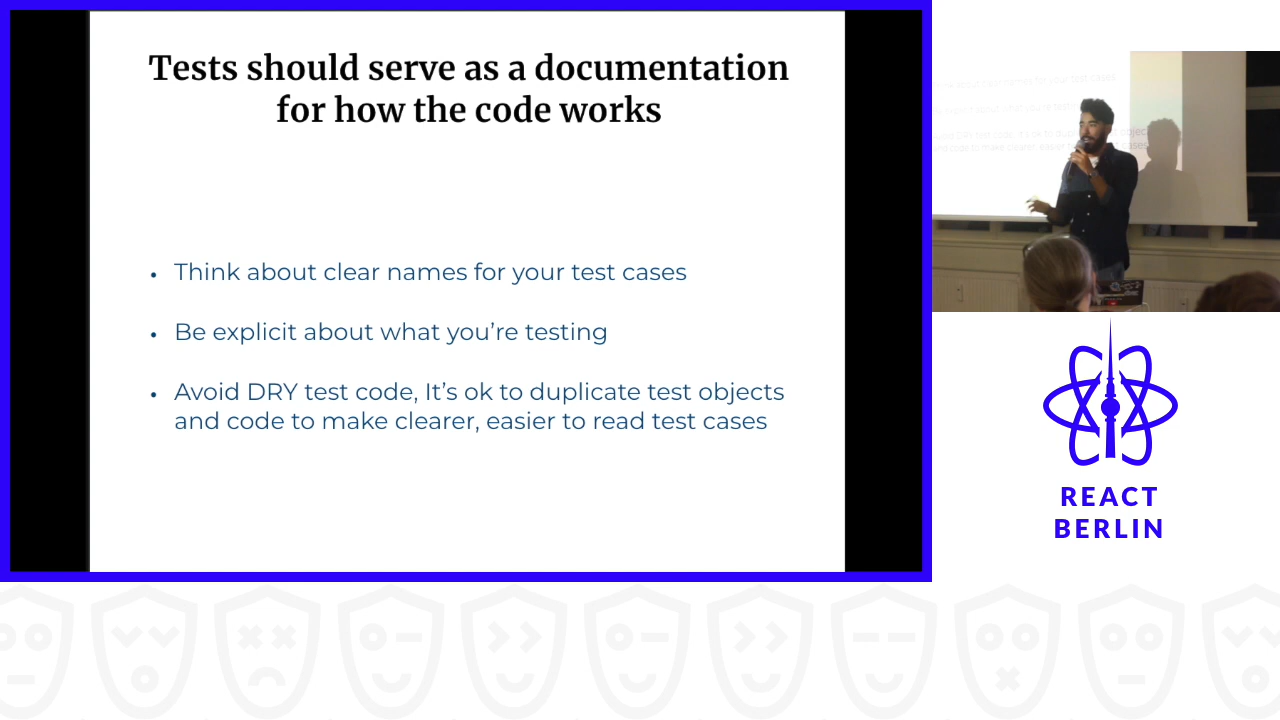 Tests should serve as a documentation
for how the code works
• Think about clear names for your test cases
• Be explicit about what you're testing
• Avoid DRY test code, It's ok to duplicate test objects
and code to make clearer, easier to read test cases
REACT
BERLIN